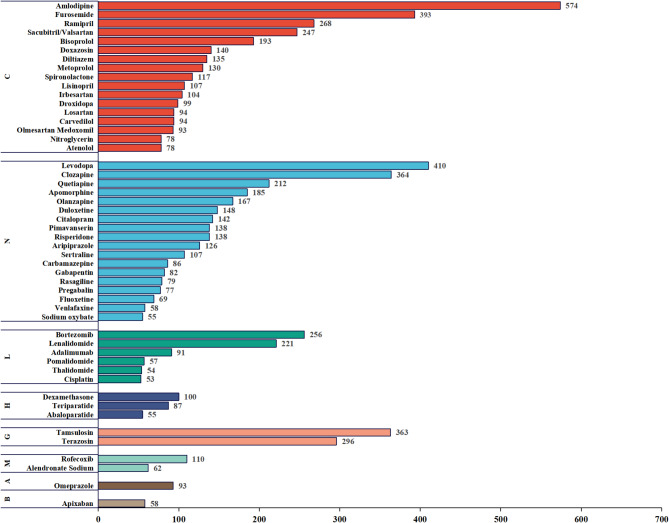 C
Amlodipine 574
Furosemide 393
Ramipril 268
Sacubitril/Valsartan 247
Bisoprolol 193
Doxazosin 140
Diltiazem 135
Metoprolol 130
Spironolactone 117
Lisinopril 107
Irbesartan 104
Droxidopa 99
Losartan 94
Carvedilol 94
Olmesartan Medoxomil 93
Nitroglycerin 78
Atenolol 78
N
Levodopa 410
Clozapine 364
Quetiapine 212
Apomorphine 185
Olanzapine 167
Duloxetine 148
Citalopram 142
Pimavanserin 138
Risperidone 138
Aripiprazole 126
Sertraline 107
Carbamazepine 86
Gabapentin 82
Rasagiline 79
Pregabalin 77
Fluoxetine 69
Venlafaxine 58
Sodium oxybate 55
L
Bortezomib 256
Lenalidomide 221
Adalimumab 91
Pomalidomide 57
Thalidomide 54
Cisplatin 53
H
Dexamethasone 100
Teriparatide 87
Abaloparatide 55
G
Tamsulosin 363
Terazosin 296
M
Rofecoxib 110
Alendronate Sodium 62
A
Omeprazole 93
B
Apixaban 58
0 100 200 300 400 500 600 700